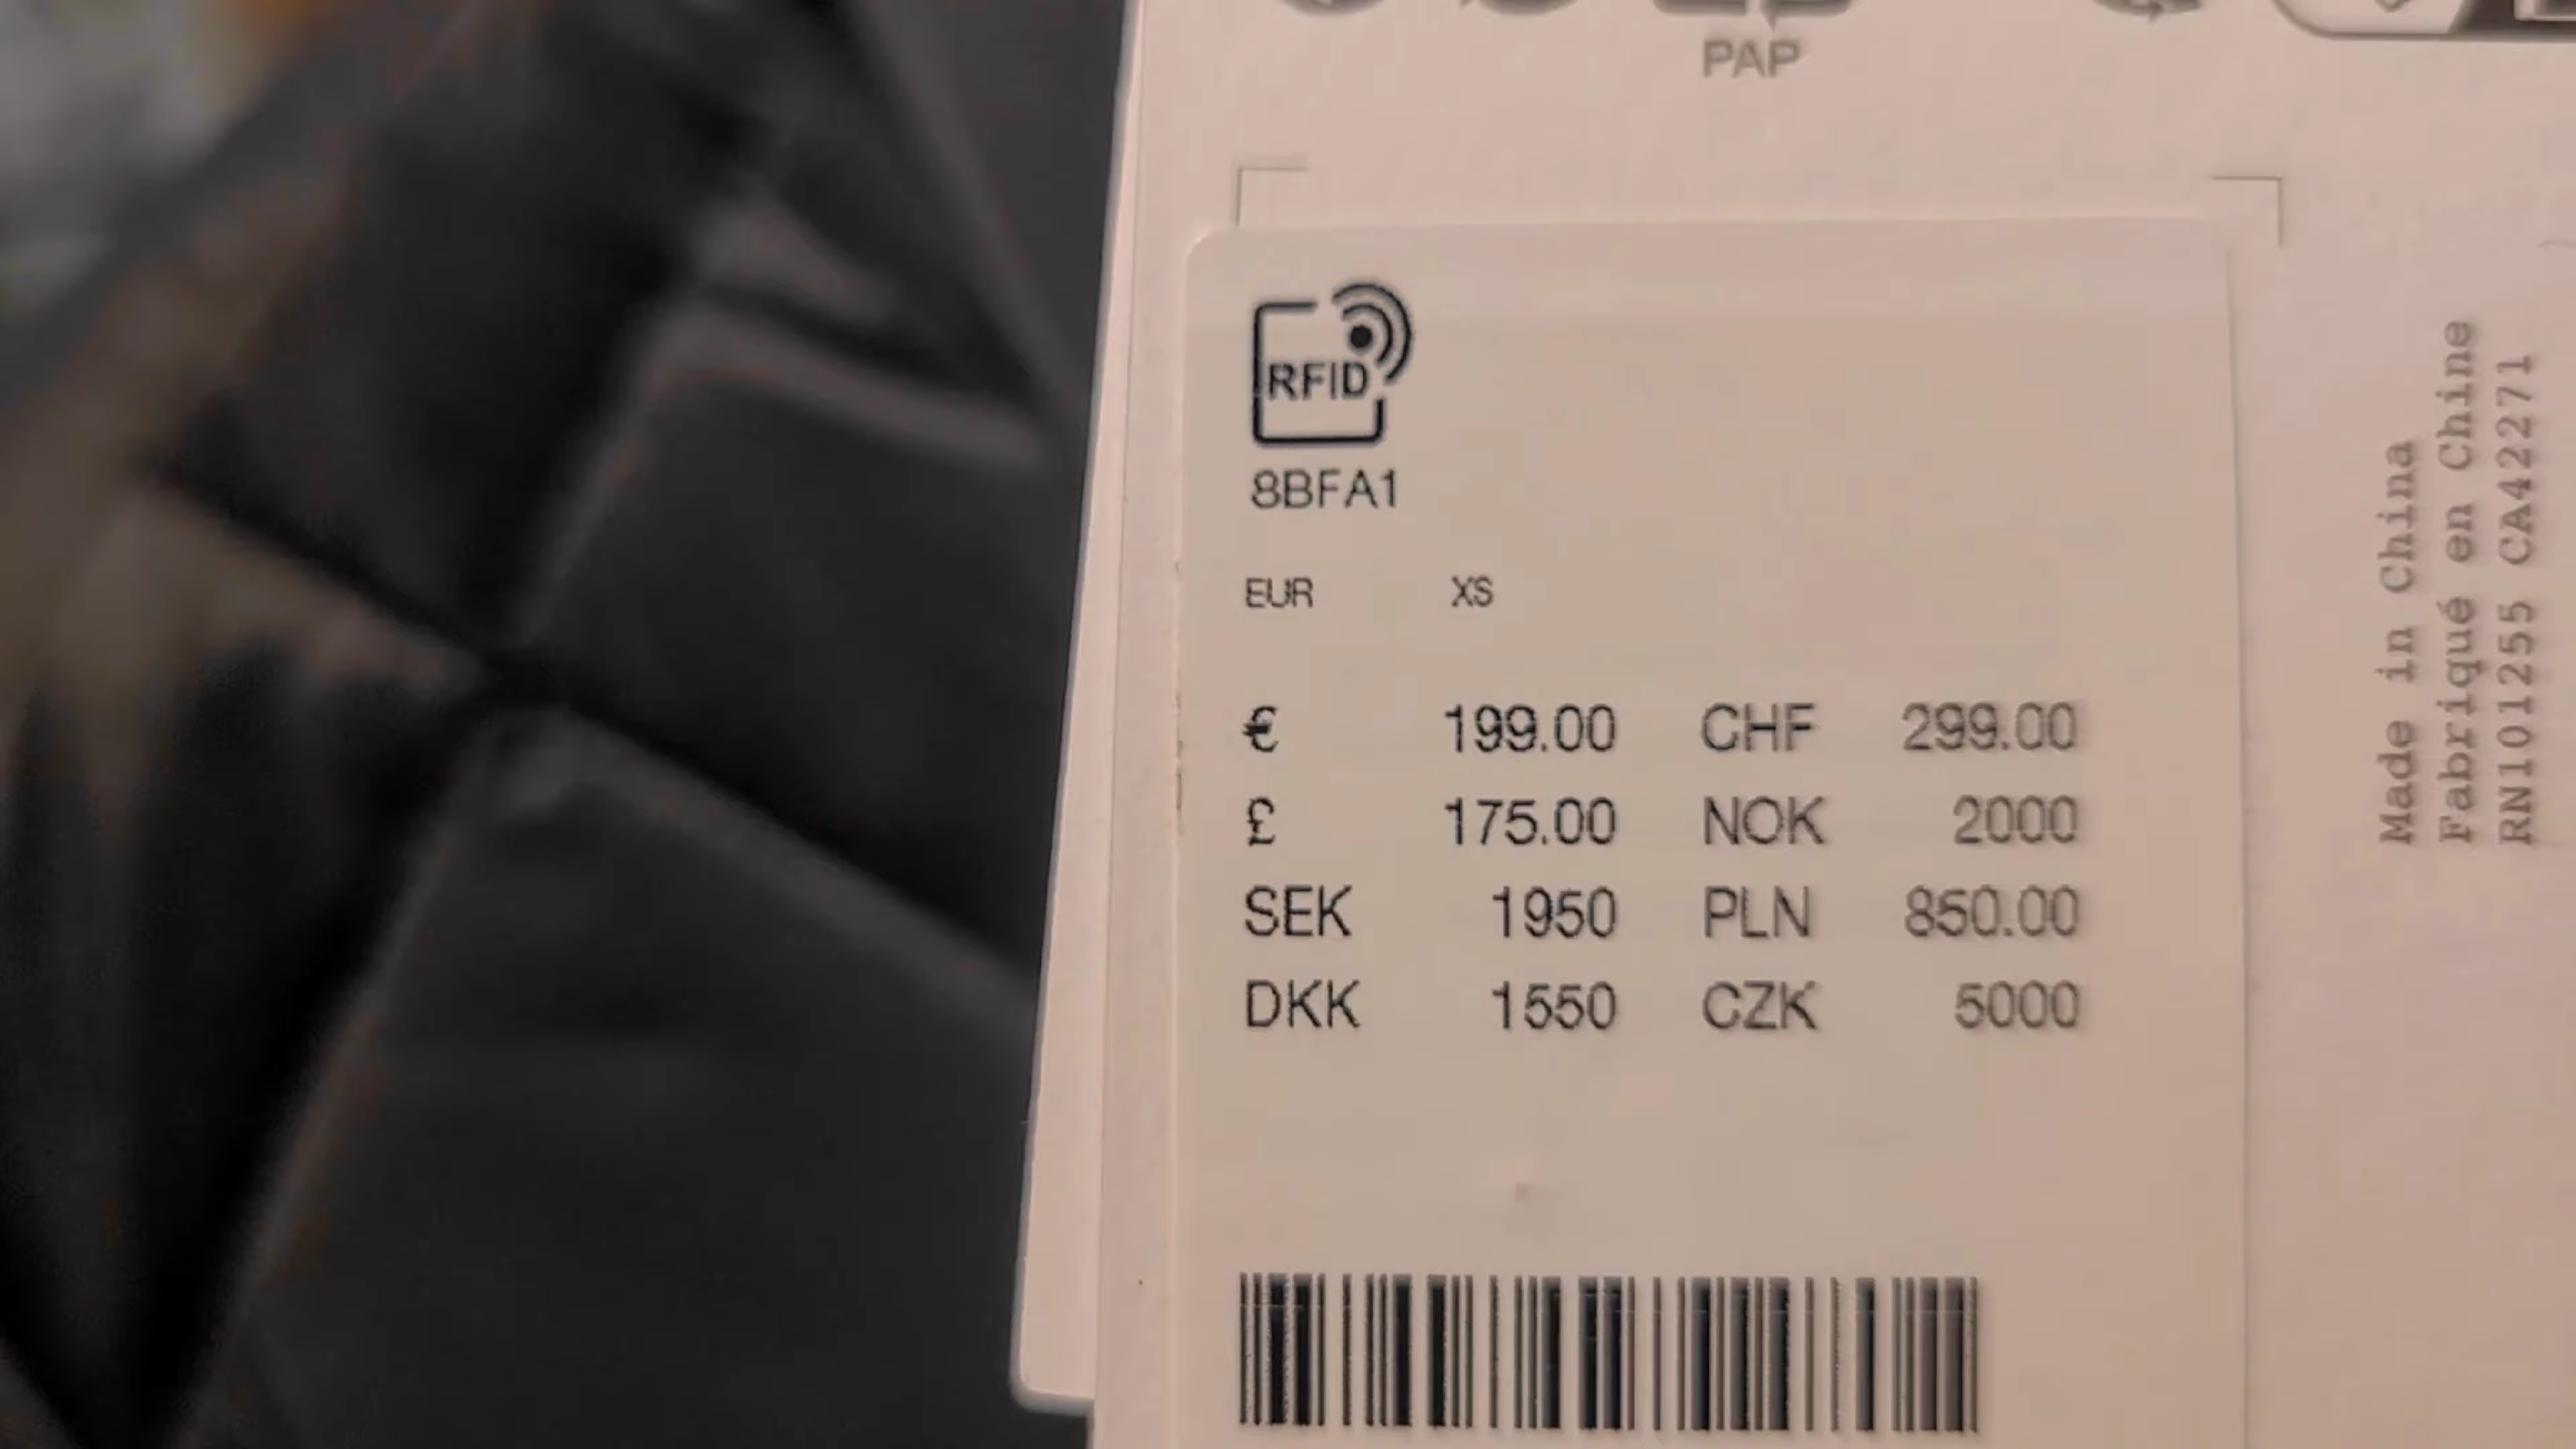 PAP
RFID
8BFA1
EUR XS
€ 199.00 CHF 299.00
£ 175.00 NOK 2000
SEK 1950 PLN 850.00
DKK 1550 CZK 5000
Made in China
Fabriqué en Chine
RN101255 CA42271